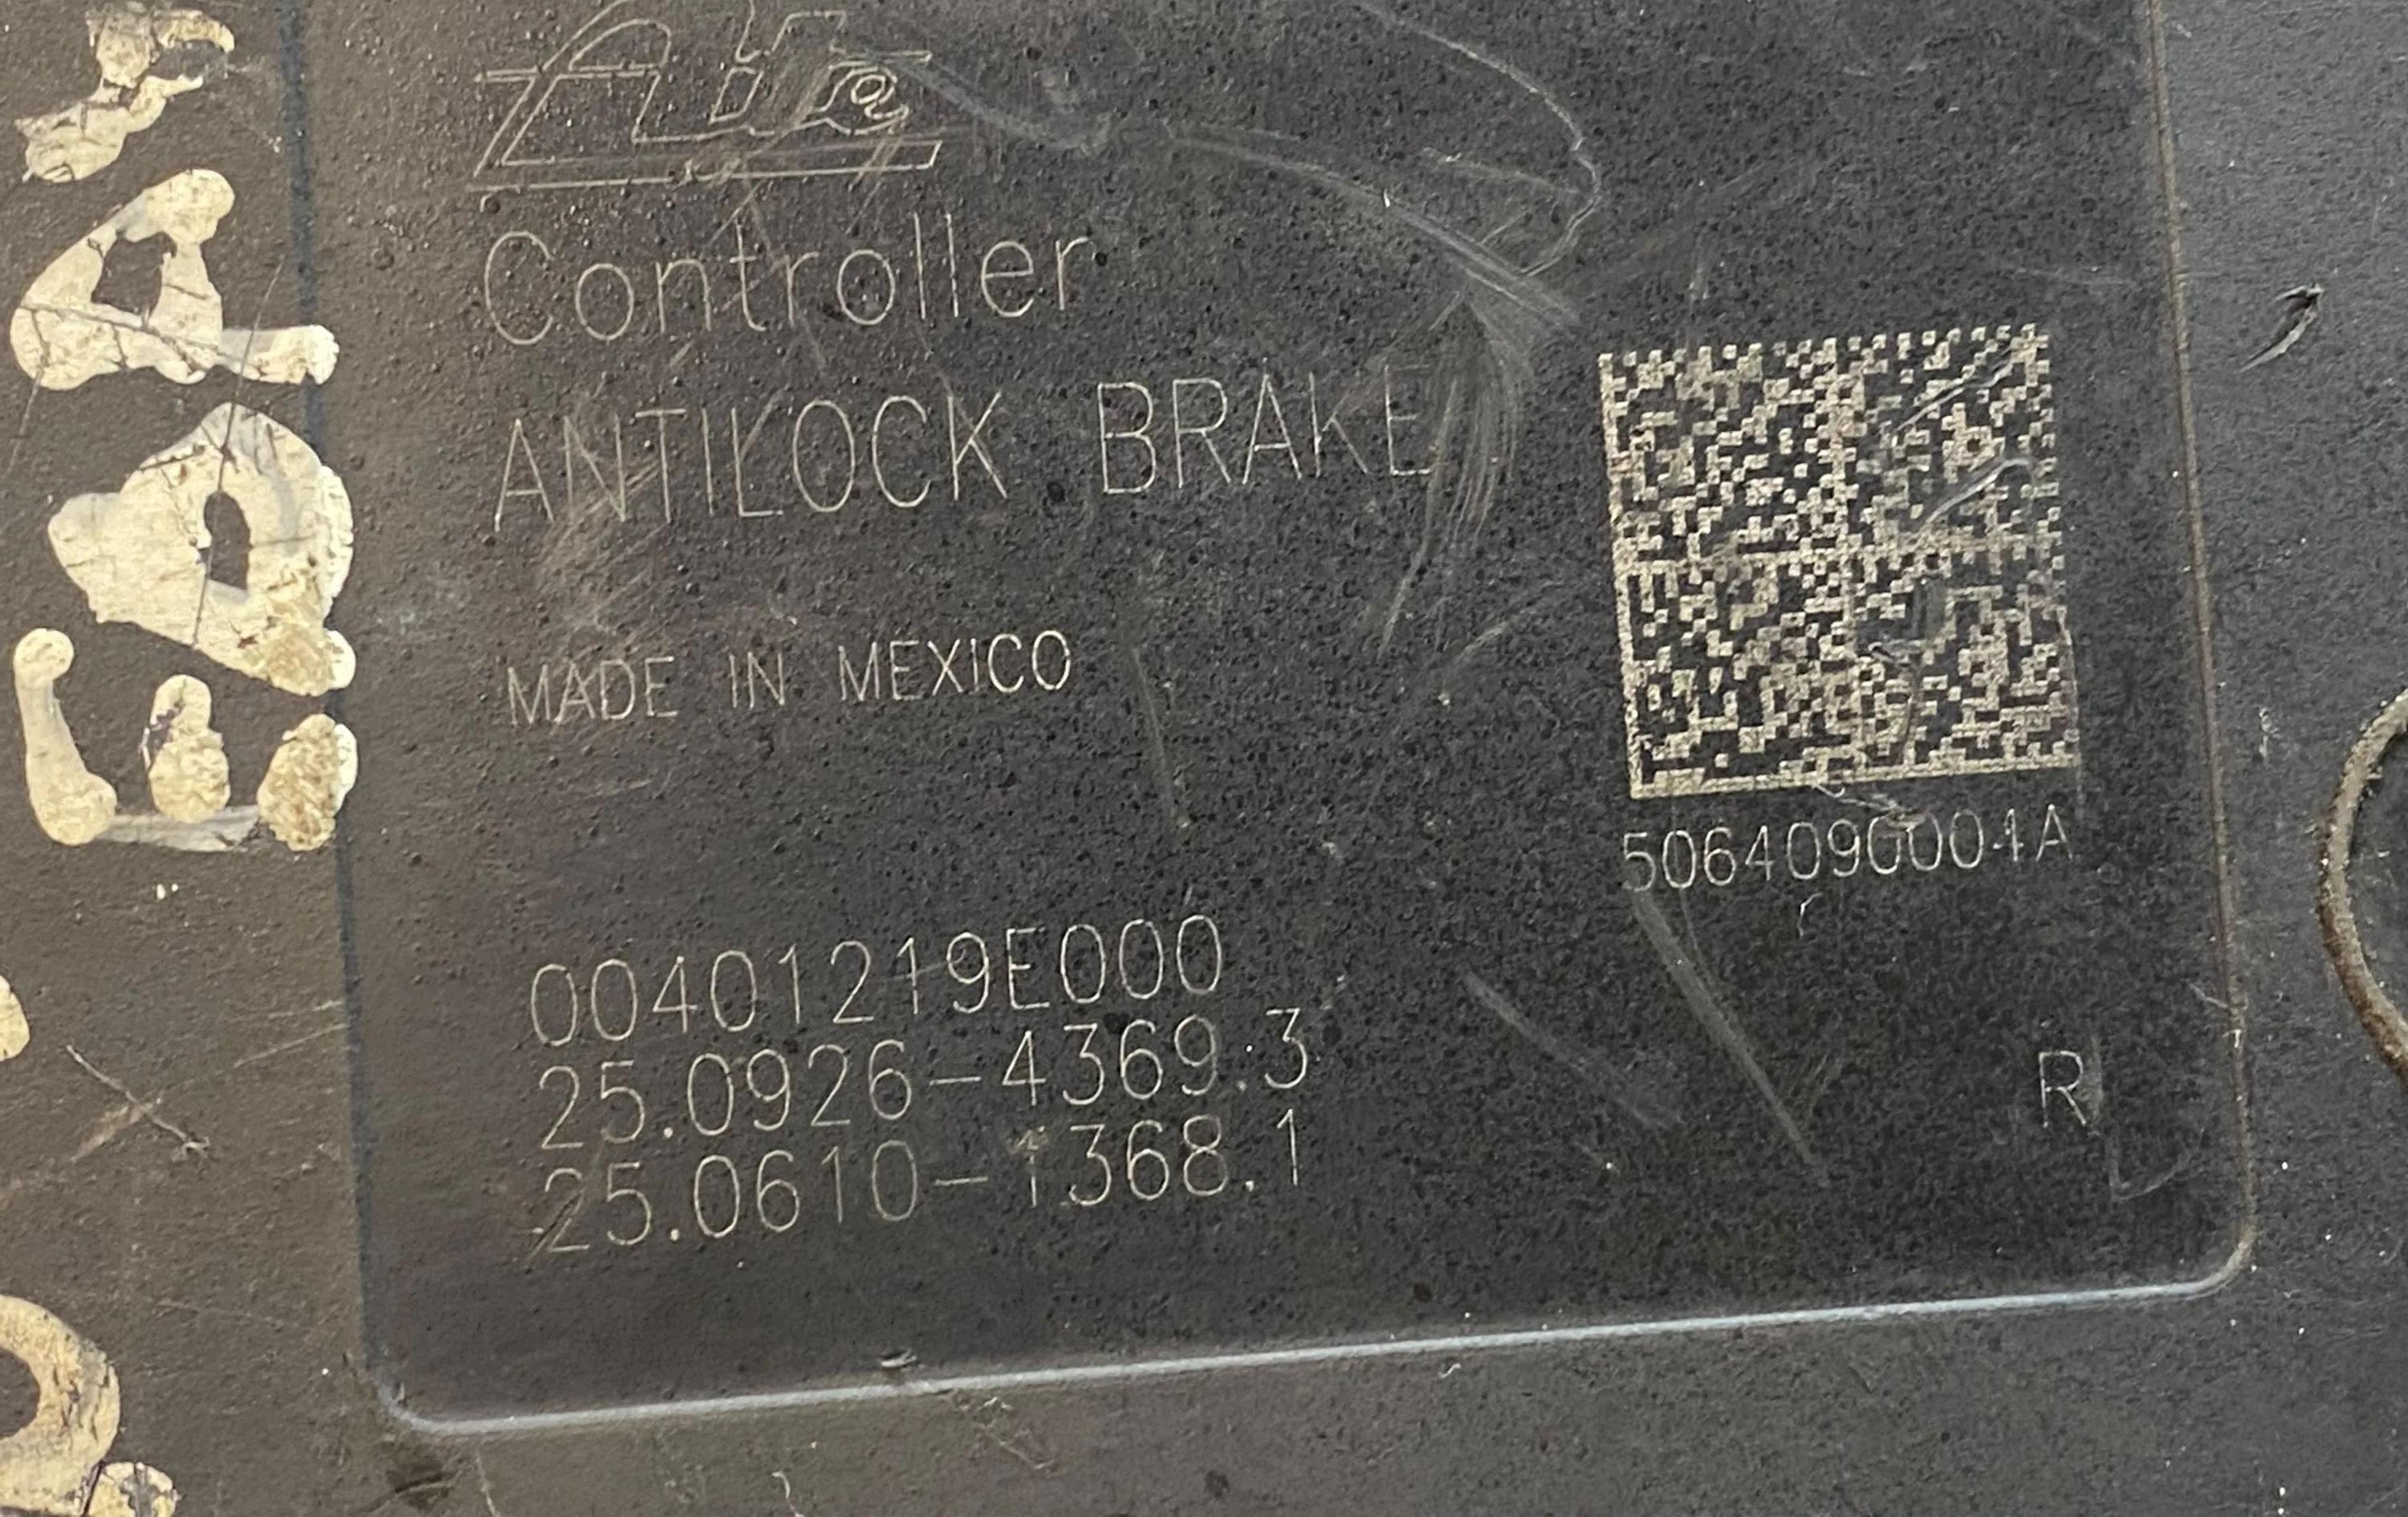 Controller
ANTILOCK BRAKE
MADE IN MEXICO
5064090004A
00401219E000
25.0926-4369.3
25.0610-1368.1
R